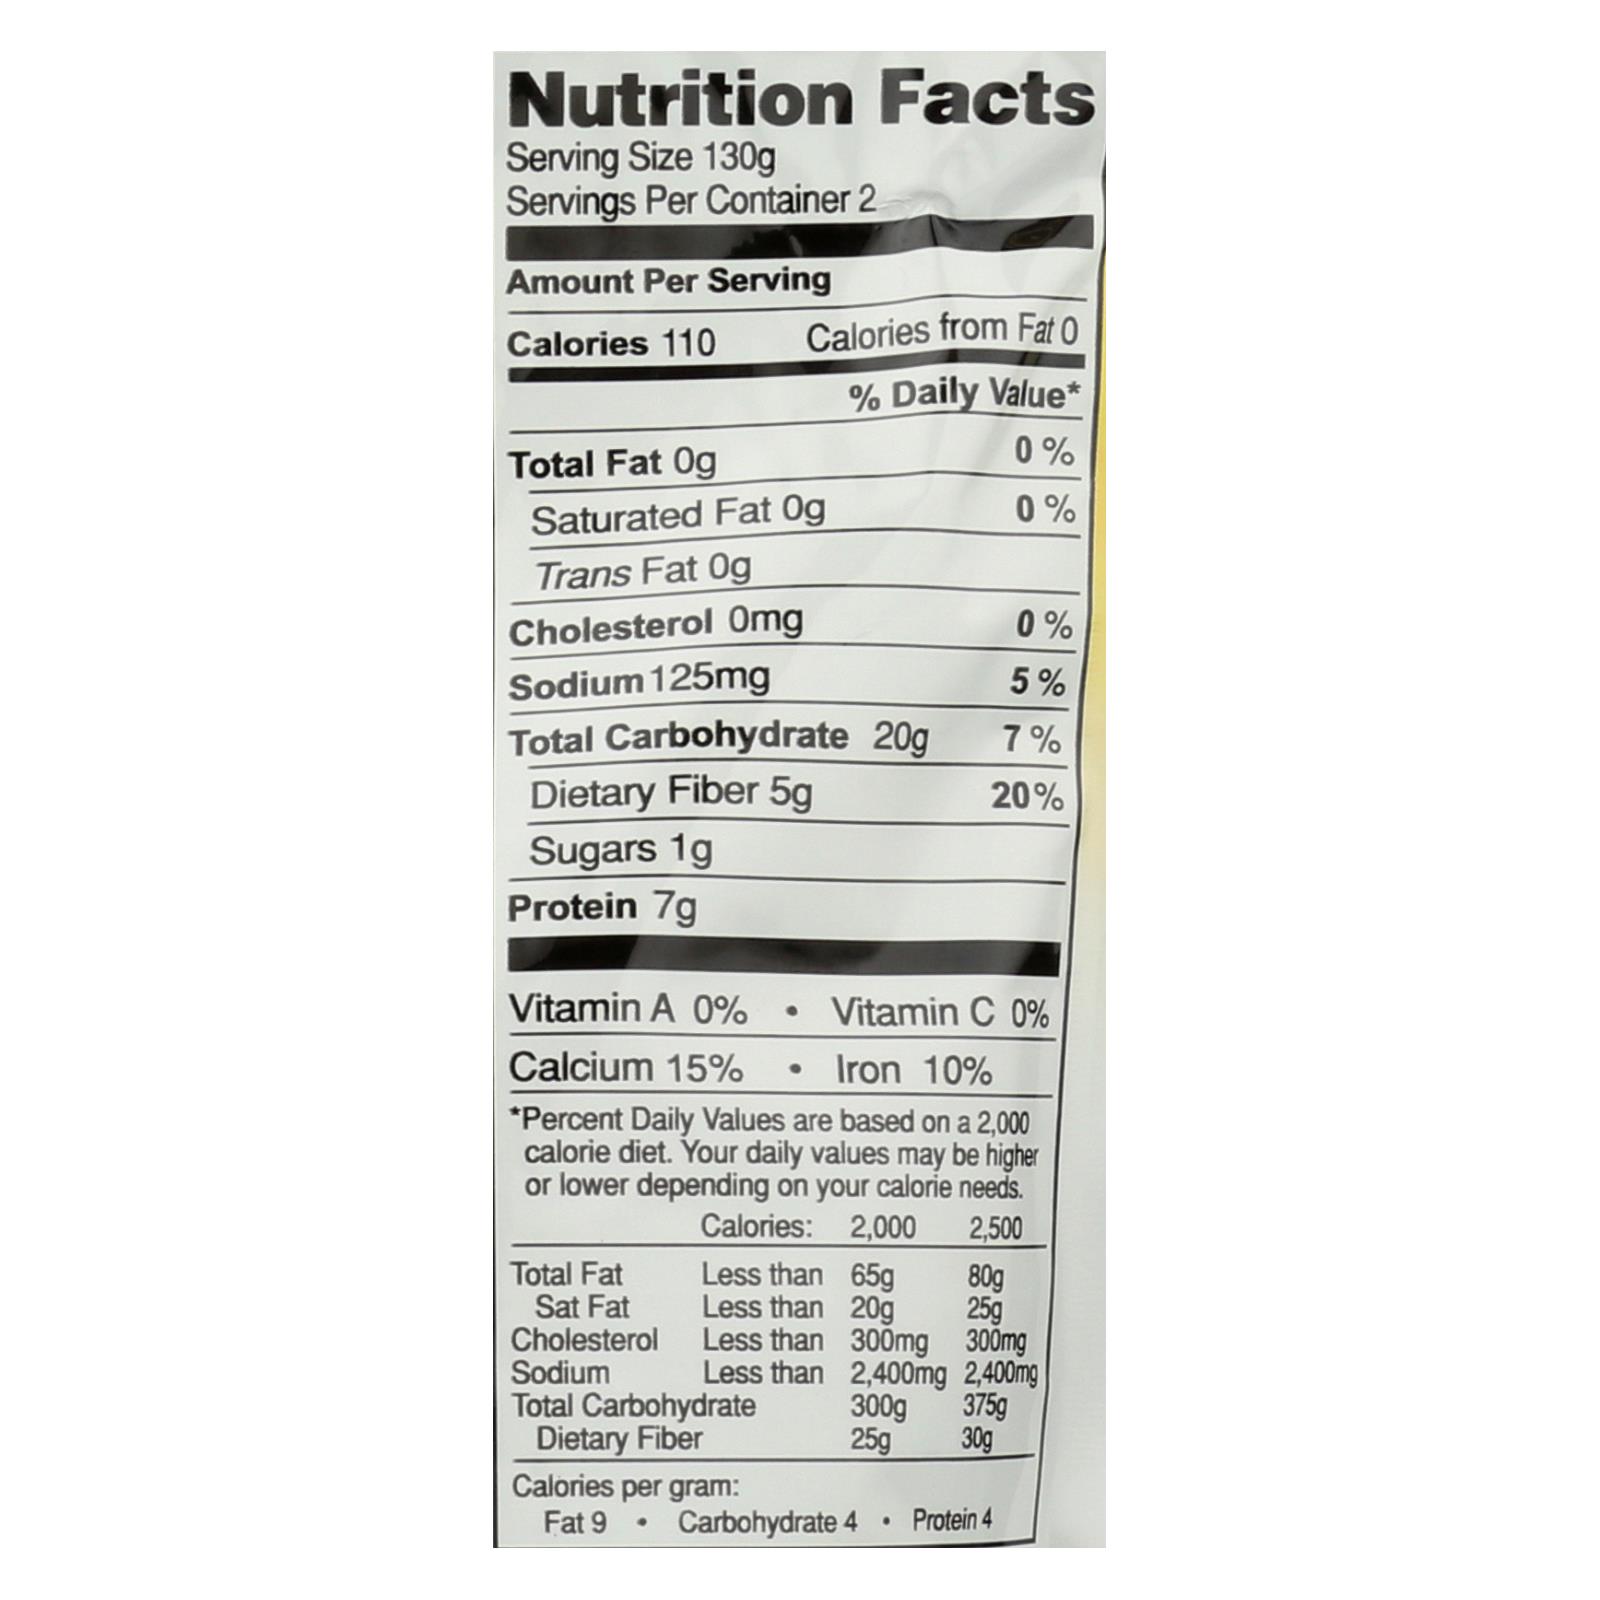 Nutrition Facts
Serving Size 130g
Servings Per Container 2
Amount Per Serving
Calories 110 Calories from Fat 0
% Daily Value*
Total Fat 0g 0 %
Saturated Fat 0g 0 %
Trans Fat 0g
Cholesterol 0mg 0 %
Sodium 125mg 5 %
Total Carbohydrate 20g 7 %
Dietary Fiber 5g 20%
Sugars 1g
Protein 7g
Vitamin A 0% • Vitamin C 0%
Calcium 15% • Iron 10%
*Percent Daily Values are based on a 2,000
calorie diet. Your daily values may be higher
or lower depending on your calorie needs.
Calories: 2,000 2,500
Total Fat Less than 65g 80g
Sat Fat Less than 20g 25g
Cholesterol Less than 300mg 300mg
Sodium Less than 2,400mg 2,400mg
Total Carbohydrate 300g 375g
Dietary Fiber 25g 30g
Calories per gram:
Fat 9 • Carbohydrate 4 • Protein 4